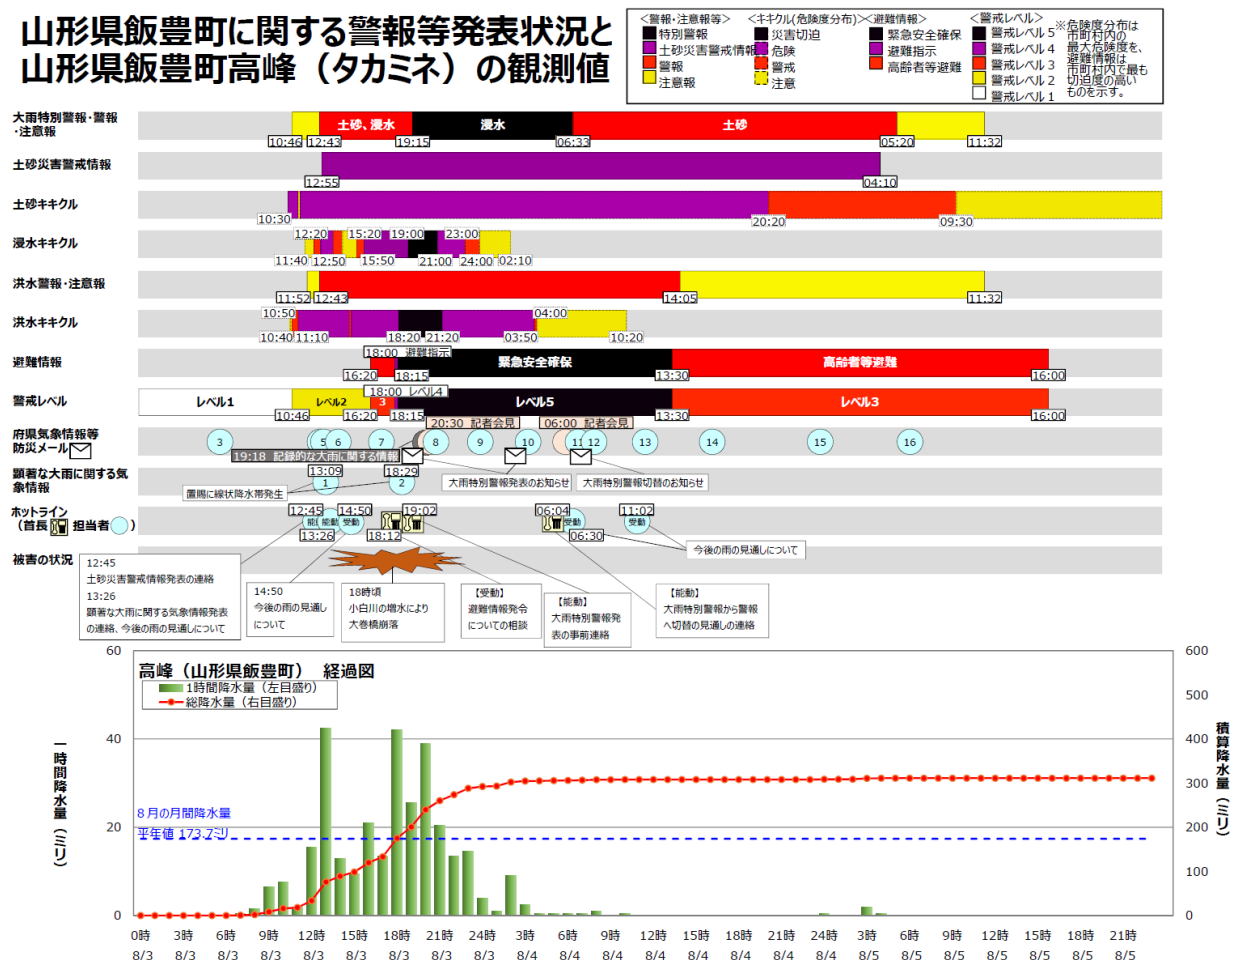 山形県飯豊町に関する警報等発表状況と
山形県飯豊町高峰（タカミネ）の観測値
＜警報・注意報等＞
特別警報
土砂災害警戒情報
警報
注意報
＜キキクル(危険度分布)＞
災害切迫
危険
警戒
注意
＜避難情報＞
緊急安全確保
避難指示
高齢者等避難
＜警戒レベル＞
警戒レベル５
警戒レベル４
警戒レベル３
警戒レベル２
警戒レベル１
※危険度分布は
市町村内の
最大危険度を、
避難情報は
市町村内で最も
切迫度の高い
ものを示す。
大雨特別警報・警報
・注意報
土砂、浸水
浸水
土砂
10:46
12:43
19:15
06:33
05:20
11:32
土砂災害警戒情報
12:55
04:10
土砂キキクル
10:30
20:20
09:30
浸水キキクル
12:20
15:20
19:00
23:00
11:40
12:50
15:50
21:00
24:00
02:10
洪水警報・注意報
11:52
12:43
14:05
11:32
洪水キキクル
10:50
04:00
10:40
11:10
18:20
21:20
03:50
10:20
避難情報
18:00 避難指示
緊急安全確保
高齢者等避難
16:20
18:15
13:30
16:00
警戒レベル
18:00 レベル4
レベル1
レベル2
3
レベル5
レベル3
10:46
16:20
18:15
13:30
16:00
府県気象情報等
防災メール
20:30 記者会見
06:00 記者会見
3
5
6
7
8
9
10
11
12
13
14
15
16
19:18 記録的な大雨に関する情報
大雨特別警報発表のお知らせ
大雨特別警報切替のお知らせ
顕著な大雨に関する気
象情報
13:09
18:29
1
2
置賜に線状降水帯発生
ホットライン
（首長 担当者 ）
12:45
14:50
19:02
06:04
11:02
能動
受動
受動
受動
13:26
18:12
06:30
今後の雨の見通しについて
被害の状況
12:45
土砂災害警戒情報発表の連絡
13:26
顕著な大雨に関する気象情報発表
の連絡、今後の雨の見通しについて
14:50
今後の雨の見通し
について
18時頃
小白川の増水により
大巻橋崩落
【受動】
避難情報発令
についての相談
【能動】
大雨特別警報発
表の事前連絡
【能動】
大雨特別警報から警報
へ切替の見通しの連絡
高峰（山形県飯豊町） 経過図
1時間降水量（左目盛り）
総降水量（右目盛り）
一時間降水量（ミリ）
60
40
20
0
積算降水量（ミリ）
600
500
400
300
200
100
0
８月の月間降水量
平年値 173.7ミリ
0時 3時 6時 9時 12時 15時 18時 21時 24時 3時 6時 9時 12時 15時 18時 21時 24時 3時 6時 9時 12時 15時 18時 21時
8/3 8/3 8/3 8/3 8/3 8/3 8/3 8/3 8/3 8/4 8/4 8/4 8/4 8/4 8/4 8/4 8/4 8/5 8/5 8/5 8/5 8/5 8/5 8/5